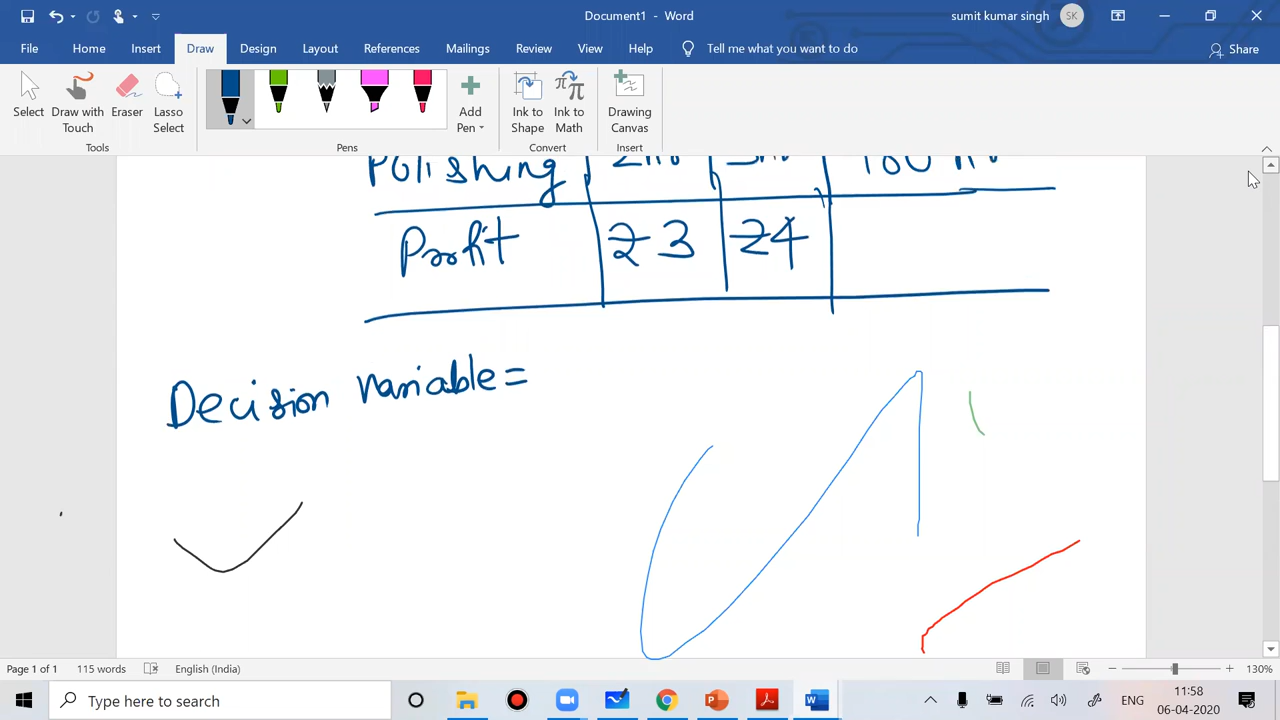 Document1 - Word
sumit kumar singh
SK
File
Home
Insert
Draw
Design
Layout
References
Mailings
Review
View
Help
Tell me what you want to do
Share
Select
Draw with Touch
Eraser
Lasso Select
Add Pen
Ink to Shape
Ink to Math
Drawing Canvas
Tools
Pens
Convert
Insert
Polishing
Profit
Decision variable=
Page 1 of 1
115 words
English (India)
130%
Type here to search
ENG
11:58
06-04-2020